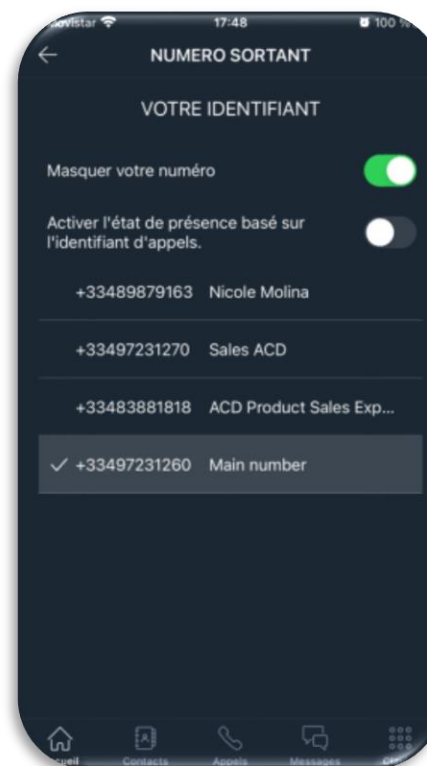 17:48
100 %
NUMERO SORTANT
VOTRE IDENTIFIANT
Masquer votre numéro
Activer l'état de présence basé sur
l'identifiant d'appels.
+33489879163 Nicole Molina
+33497231270 Sales ACD
+33483881818 ACD Product Sales Exp...
+33497231260 Main number
Contacts Appels Messages